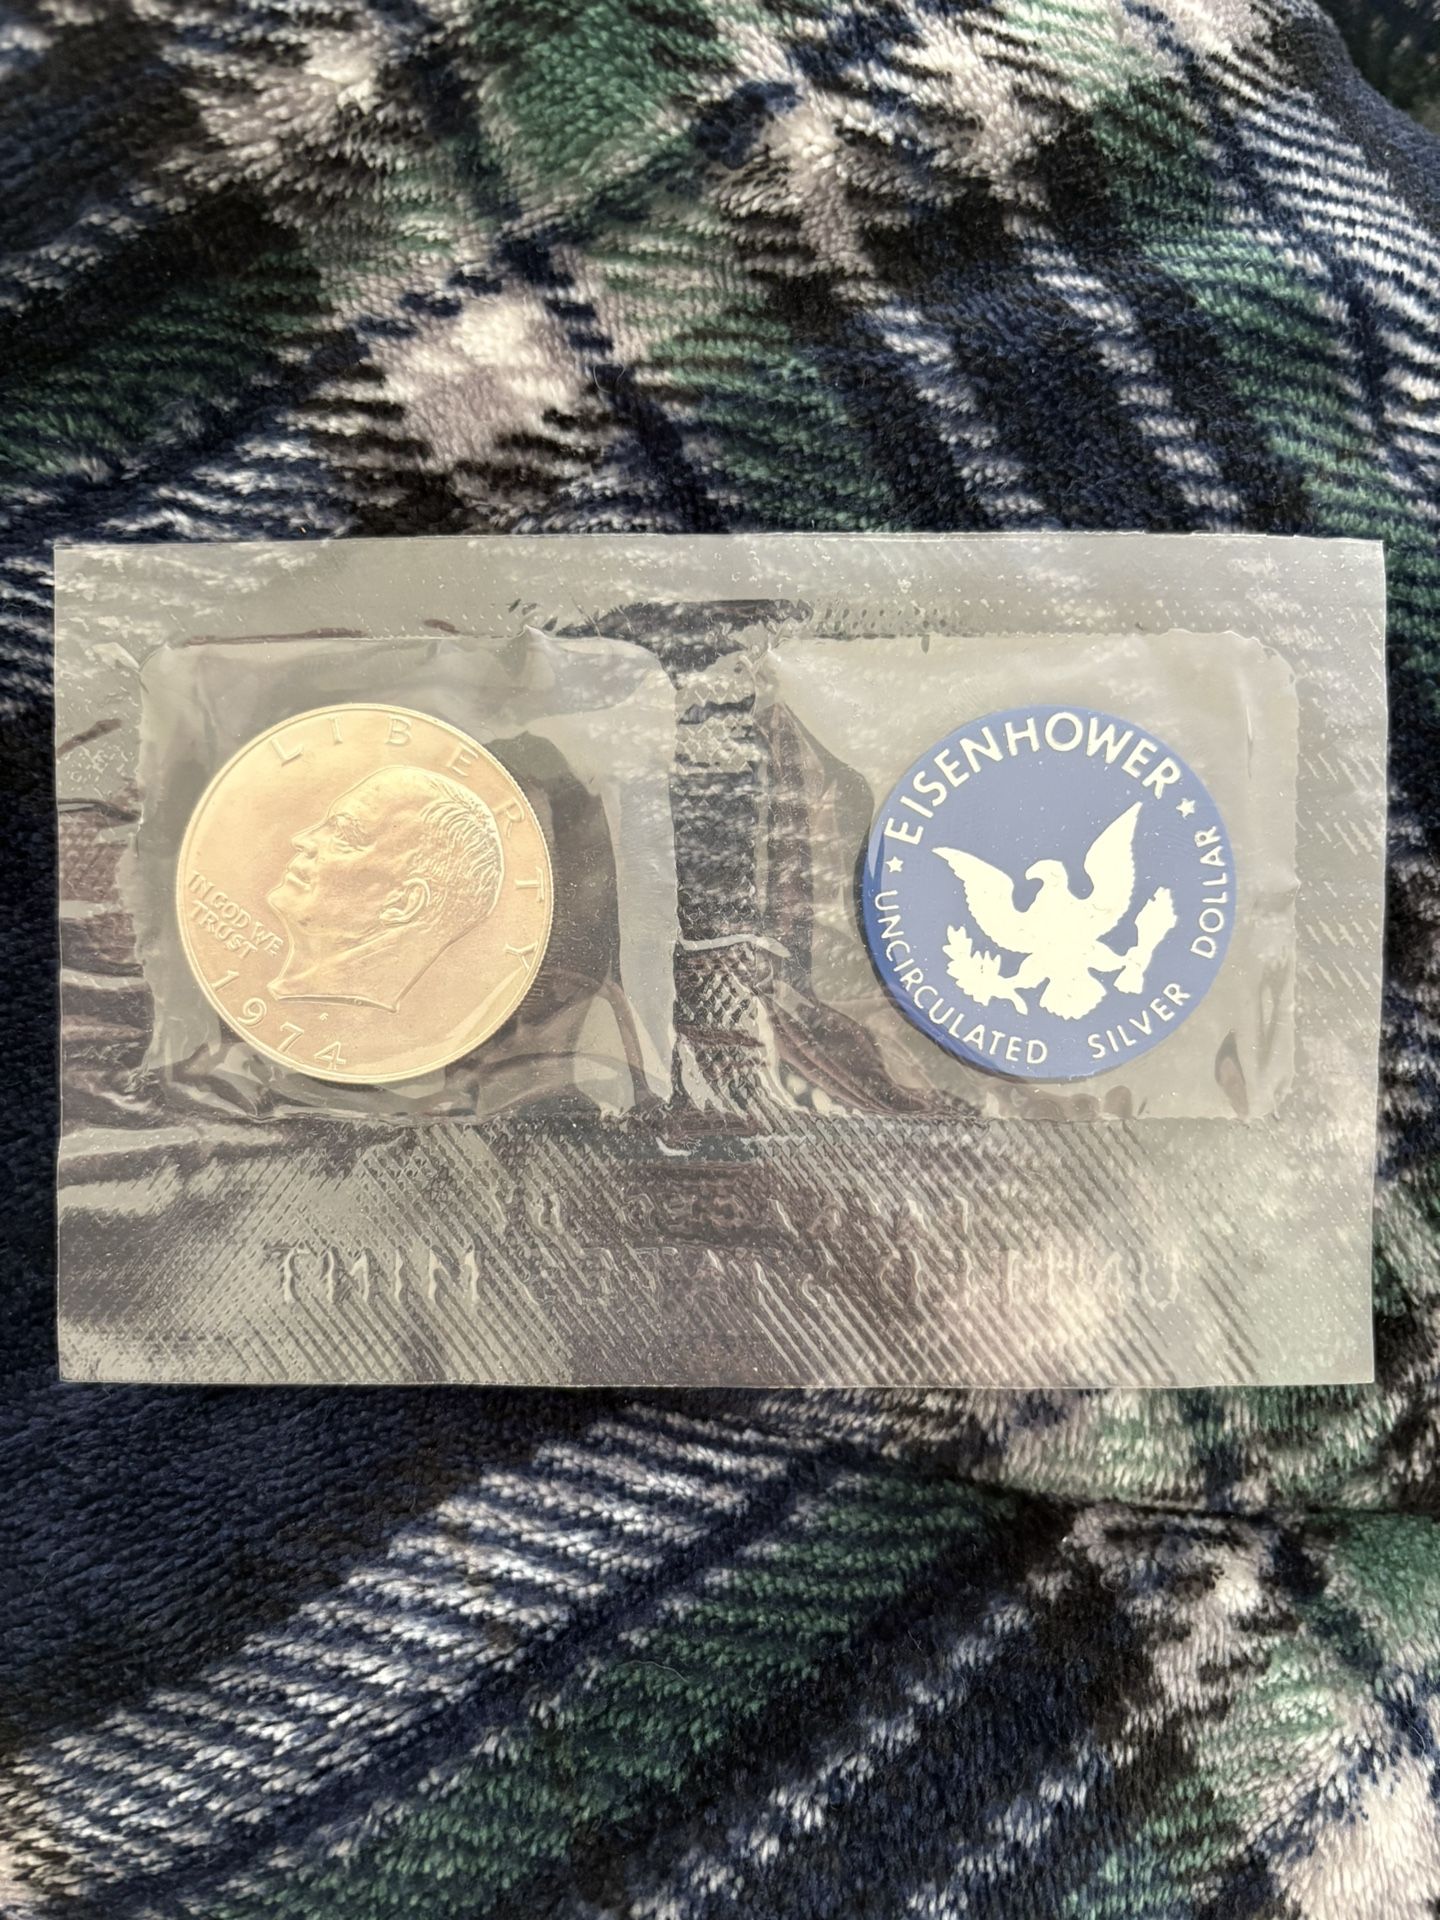 LIBERTY
IN GOD WE
TRUST
1974
★ EISENHOWER ★
UNCIRCULATED SILVER DOLLAR